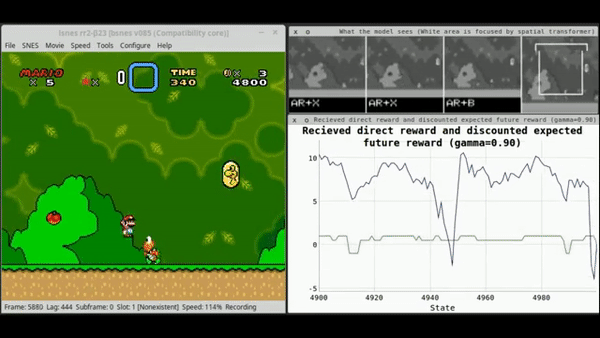 lsnes rr2-β23 [bsnes v085 (Compatibility core)]
File SNES Movie Speed Tools Configure Help
MARIO TIME
x 5 x 0 340 x 3
4800
Frame: 5880 Lag: 444 Subframe: 0 Slot: 1 [Nonexistent] Speed: 114% Recording
x o What the model sees (White area is focused by spatial transformer)
AR+X AR+X AR+B
x o Recieved direct reward and discounted expected future reward (gamma=0.90)
Recieved direct reward and discounted expected
future reward (gamma=0.90)
10
5
0
-5
4900 4920 4940 4960 4980
State